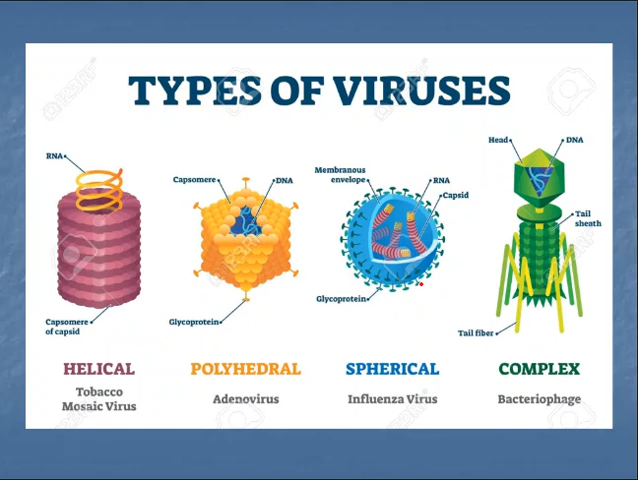 TYPES OF VIRUSES
RNA
Capsomere
of capsid
HELICAL
Tobacco
Mosaic Virus
Capsomere
DNA
Glycoprotein
POLYHEDRAL
Adenovirus
Membranous
envelope
RNA
Capsid
Glycoprotein
SPHERICAL
Influenza Virus
Head
DNA
Tail
sheath
Tail fiber
COMPLEX
Bacteriophage